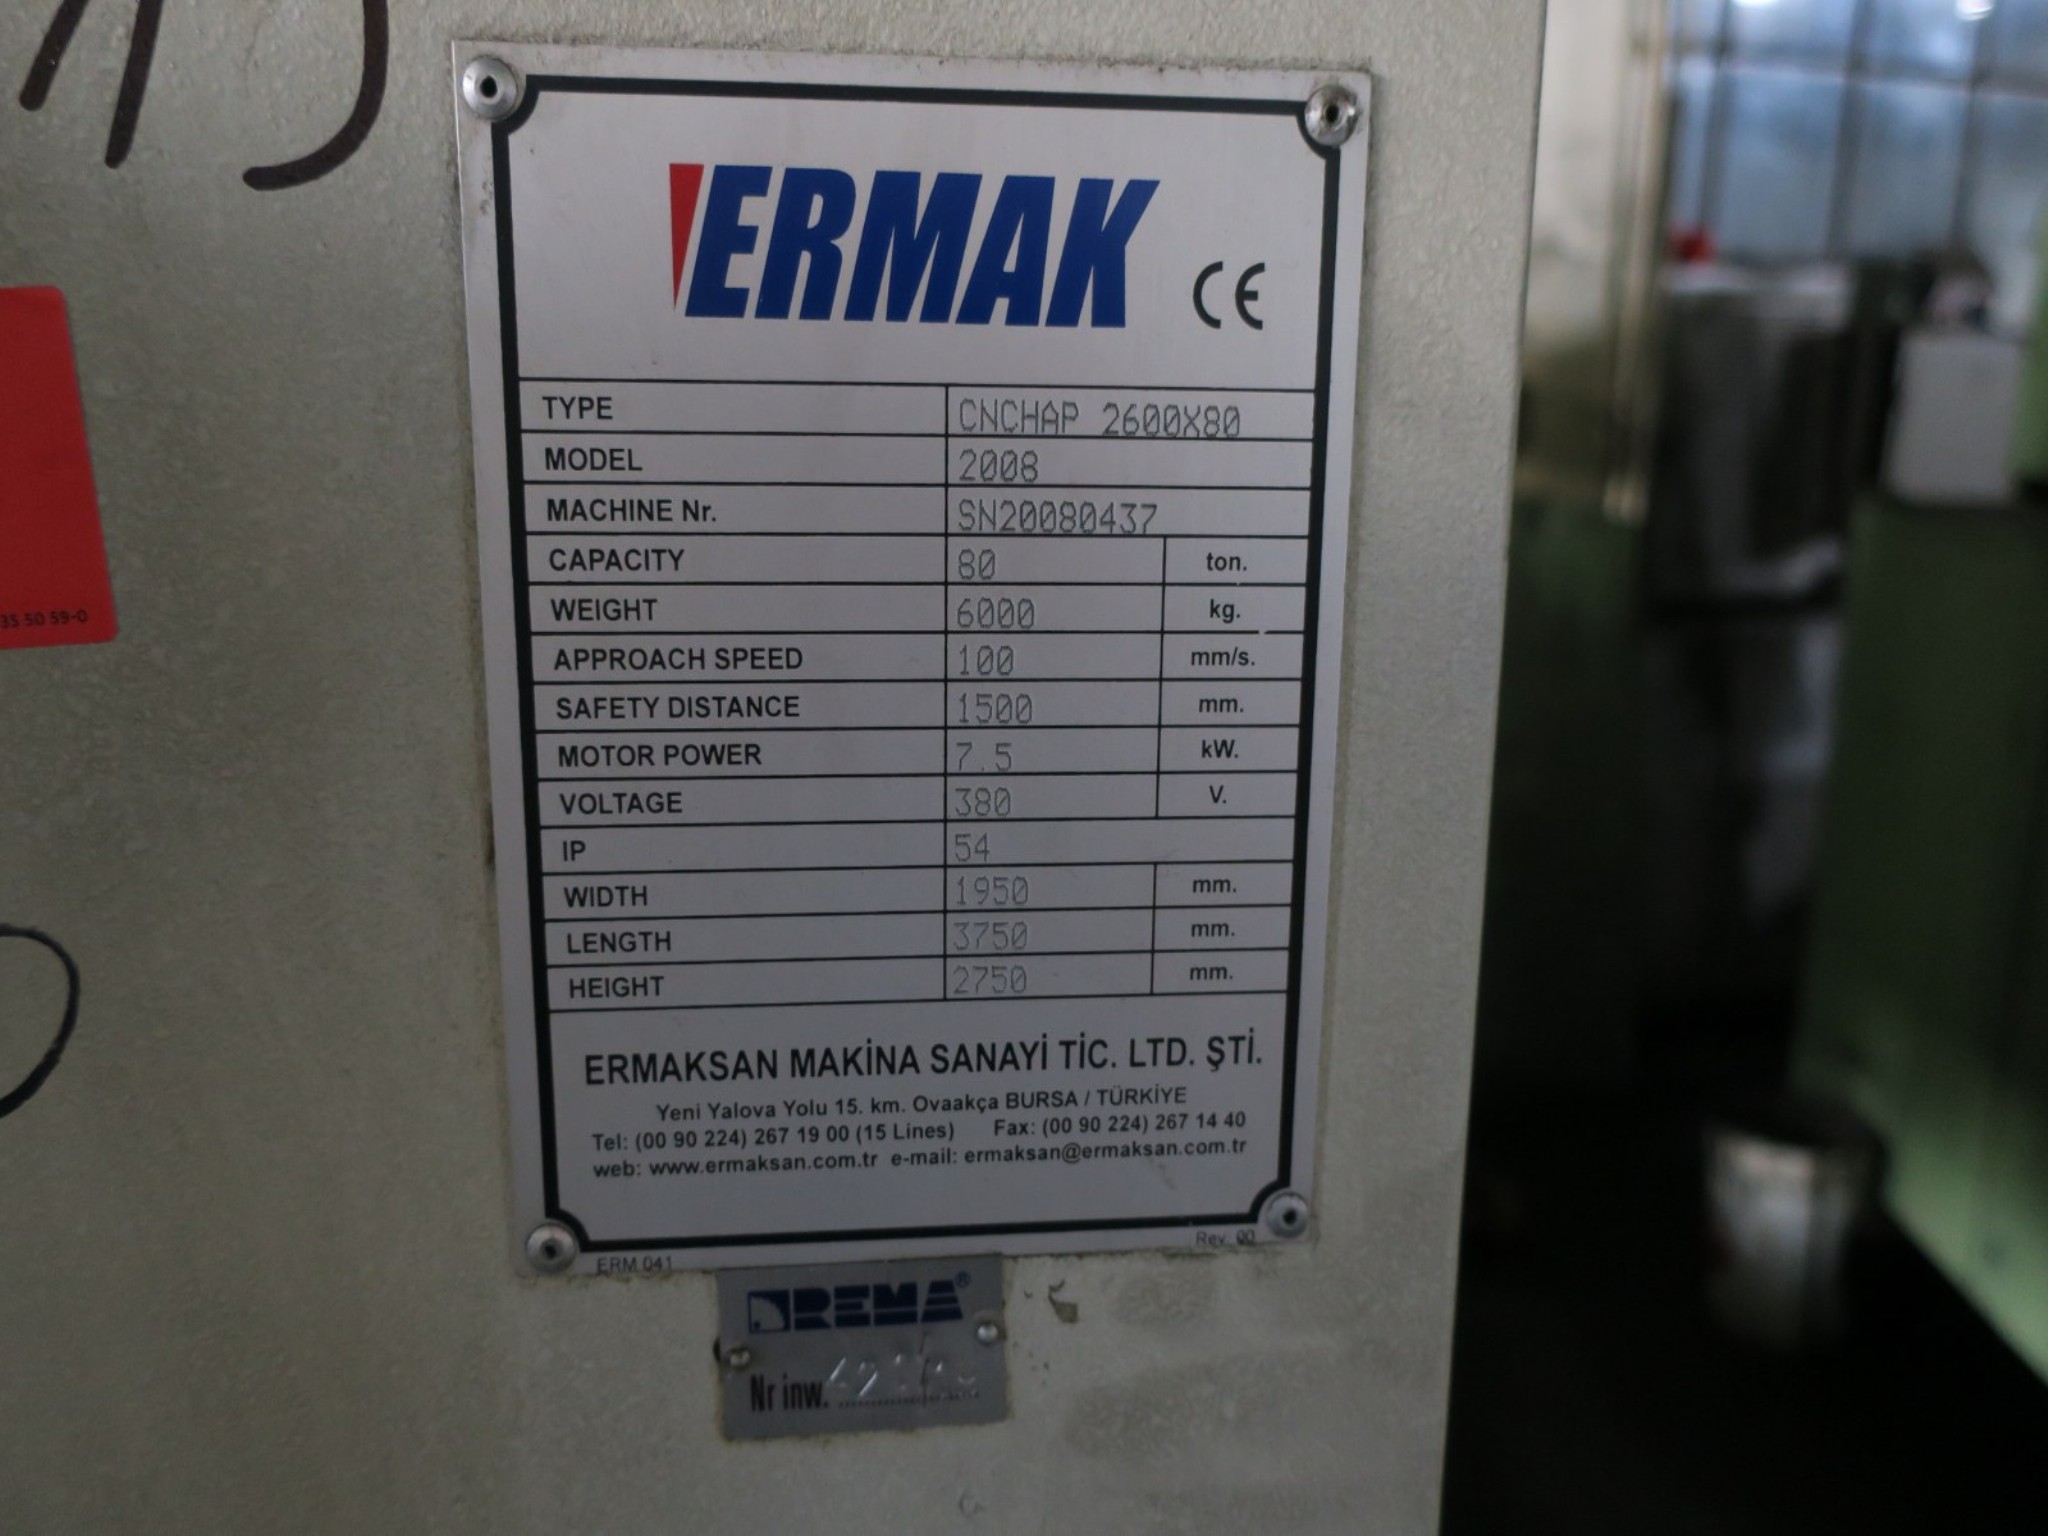 ERMAK
CE
TYPE CNCHAP 2600X80
MODEL 2008
MACHINE Nr. SN20080437
CAPACITY 80 ton.
WEIGHT 6000 kg.
APPROACH SPEED 100 mm/s.
SAFETY DISTANCE 1500 mm.
MOTOR POWER 7.5 kW.
VOLTAGE 380 V.
IP 54
WIDTH 1950 mm.
LENGTH 3750 mm.
HEIGHT 2750 mm.
ERMAKSAN MAKİNA SANAYİ TİC. LTD. ŞTİ.
Yeni Yalova Yolu 15. km. Ovaakça BURSA / TÜRKİYE
Tel: (00 90 224) 267 19 00 (15 Lines) Fax: (00 90 224) 267 14 40
web: www.ermaksan.com.tr e-mail: ermaksan@ermaksan.com.tr
ERM 041 Rev: 00
REMA®
Nr inw.
35 50 59-0